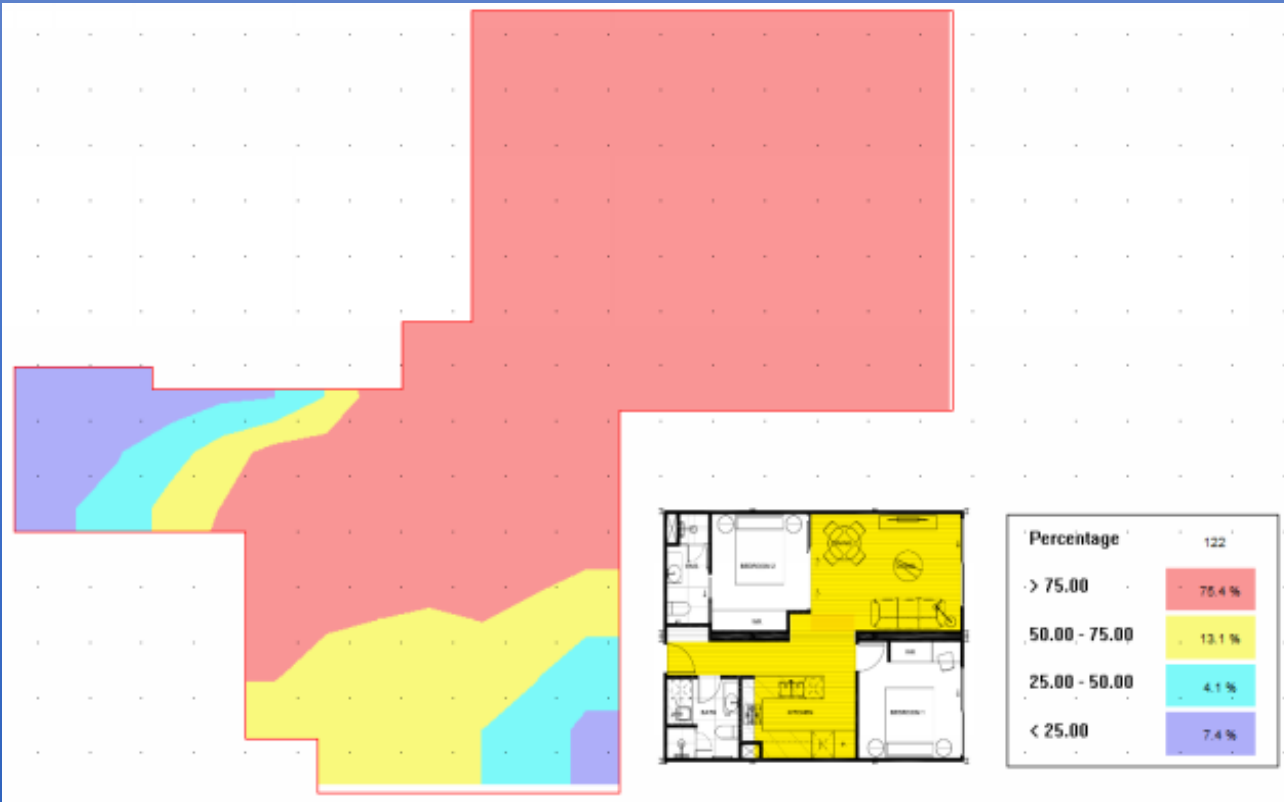 BEDROOM 2
KITCHEN
BEDROOM 1
Percentage 122
> 75.00 75.4 %
50.00 - 75.00 13.1 %
25.00 - 50.00 4.1 %
< 25.00 7.4 %